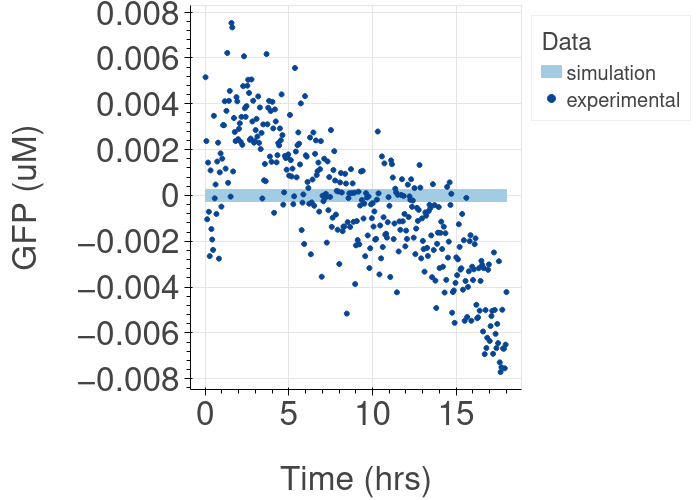 0.008
0.006
0.004
0.002
0
−0.002
−0.004
−0.006
−0.008
GFP (uM)
0 5 10 15
Time (hrs)
Data
simulation
experimental